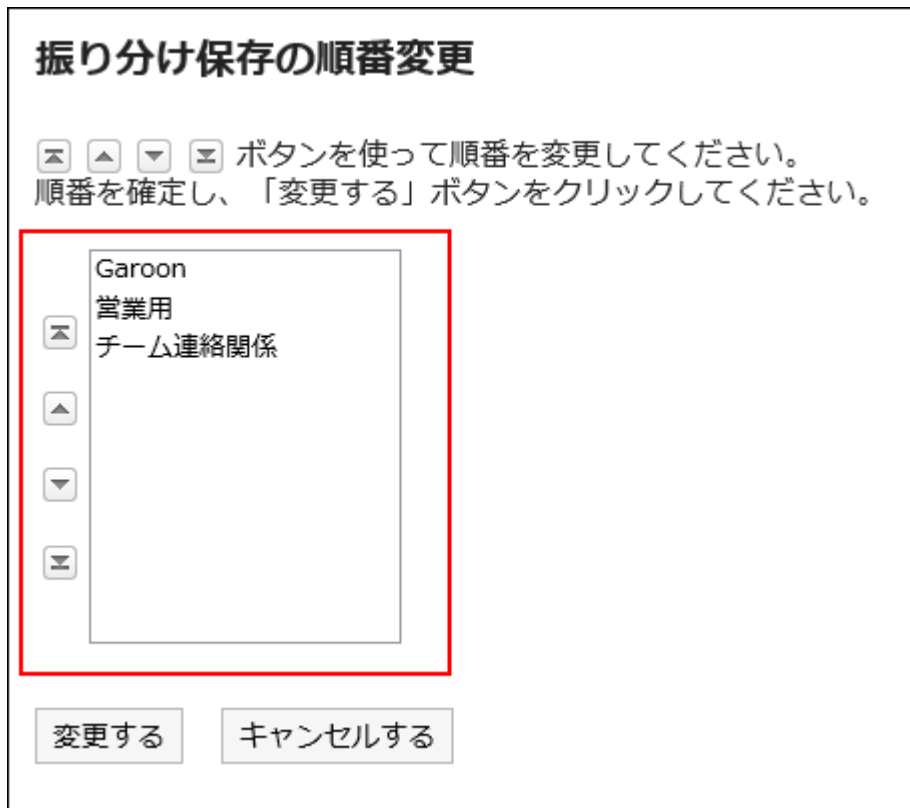 振り分け保存の順番変更
ボタンを使って順番を変更してください。
順番を確定し、「変更する」ボタンをクリックしてください。
Garoon
営業用
チーム連絡関係
変更する
キャンセルする